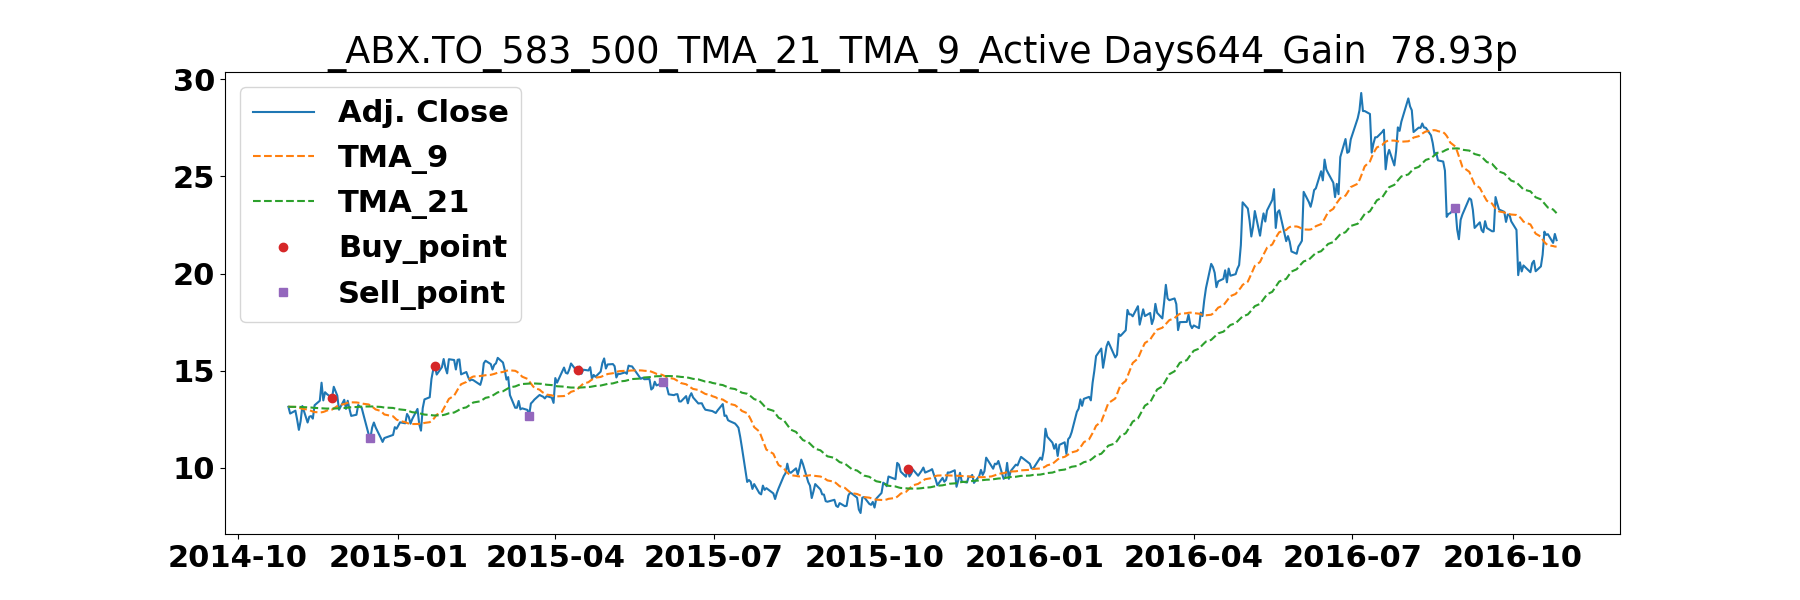 _ABX.TO_583_500_TMA_21_TMA_9_Active Days644_Gain  78.93p
30
25
20
15
10
Adj. Close
TMA_9
TMA_21
Buy_point
Sell_point
2014-10 2015-01 2015-04 2015-07 2015-10 2016-01 2016-04 2016-07 2016-10